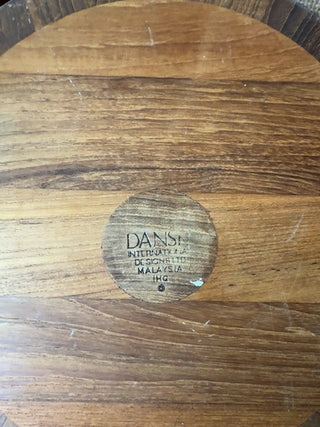 DANSK
INTERNATIONAL
DESIGNS LTD
MALAYSIA
IHQ